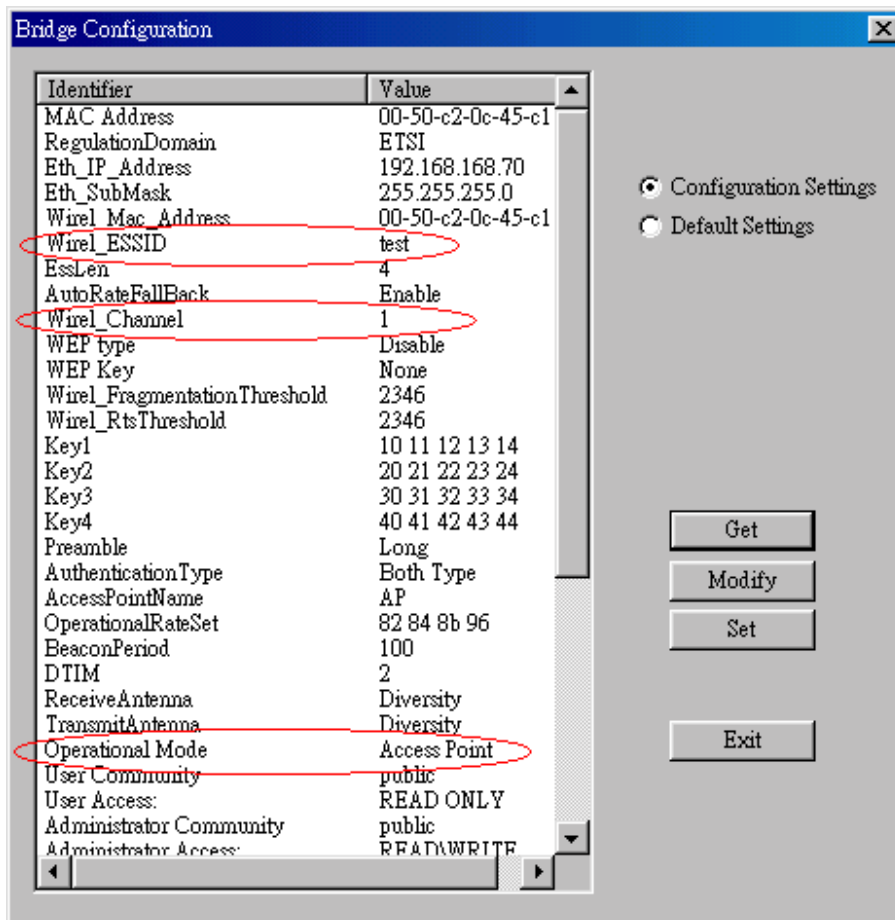 Bridge Configuration
Identifier Value
MAC Address 00-50-c2-0c-45-c1
RegulationDomain ETSI
Eth_IP_Address 192.168.168.70
Eth_SubMask 255.255.255.0
Wirel_Mac_Address 00-50-c2-0c-45-c1
Wirel_ESSID test
EssLen 4
AutoRateFallBack Enable
Wirel_Channel 1
WEP type Disable
WEP Key None
Wirel_FragmentationThreshold 2346
Wirel_RtsThreshold 2346
Key1 10 11 12 13 14
Key2 20 21 22 23 24
Key3 30 31 32 33 34
Key4 40 41 42 43 44
Preamble Long
AuthenticationType Both Type
AccessPointName AP
OperationalRateSet 82 84 8b 96
BeaconPeriod 100
DTIM 2
ReceiveAntenna Diversity
TransmitAntenna Diversity
Operational Mode Access Point
User Community public
User Access: READ ONLY
Administrator Community public
Administrator Access: READ\WRITE
Configuration Settings
Default Settings
Get
Modify
Set
Exit